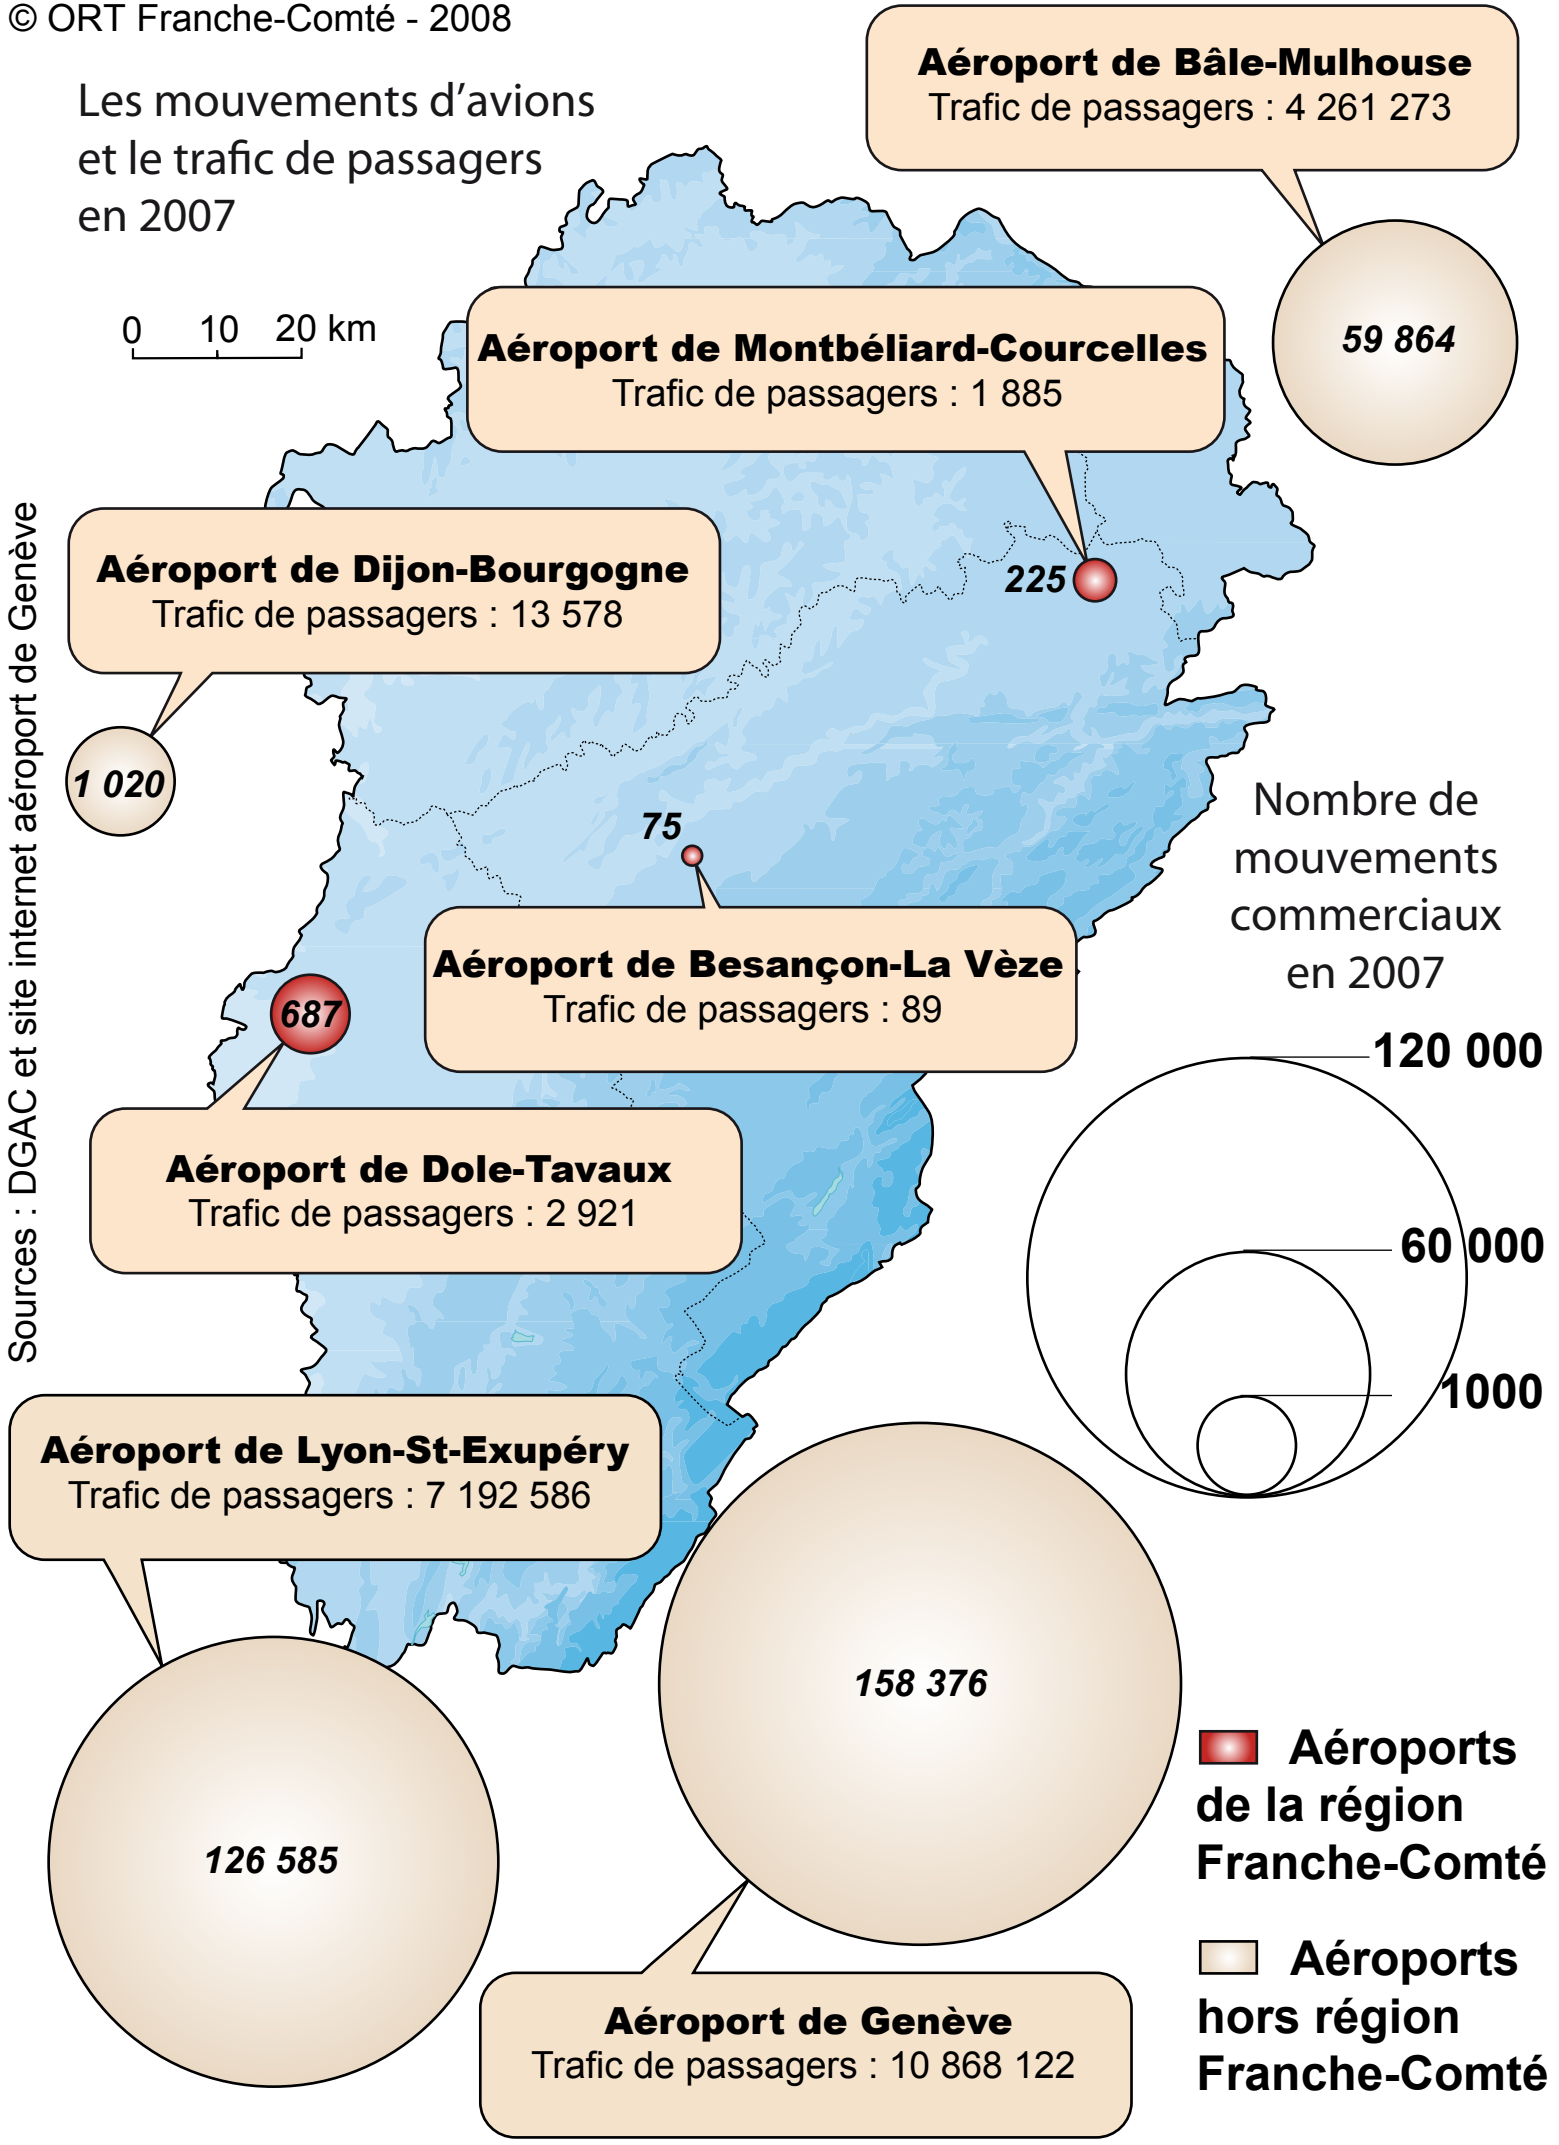 © ORT Franche-Comté - 2008
Les mouvements d'avions
et le trafic de passagers
en 2007
0 10 20 km
Aéroport de Bâle-Mulhouse
Trafic de passagers : 4 261 273
59 864
Aéroport de Montbéliard-Courcelles
Trafic de passagers : 1 885
225
Aéroport de Dijon-Bourgogne
Trafic de passagers : 13 578
1 020
75
Aéroport de Besançon-La Vèze
Trafic de passagers : 89
687
Aéroport de Dole-Tavaux
Trafic de passagers : 2 921
Nombre de
mouvements
commerciaux
en 2007
120 000
60 000
1000
Aéroport de Lyon-St-Exupéry
Trafic de passagers : 7 192 586
126 585
158 376
Aéroport de Genève
Trafic de passagers : 10 868 122
Aéroports
de la région
Franche-Comté
Aéroports
hors région
Franche-Comté
Sources : DGAC et site internet aéroport de Genève